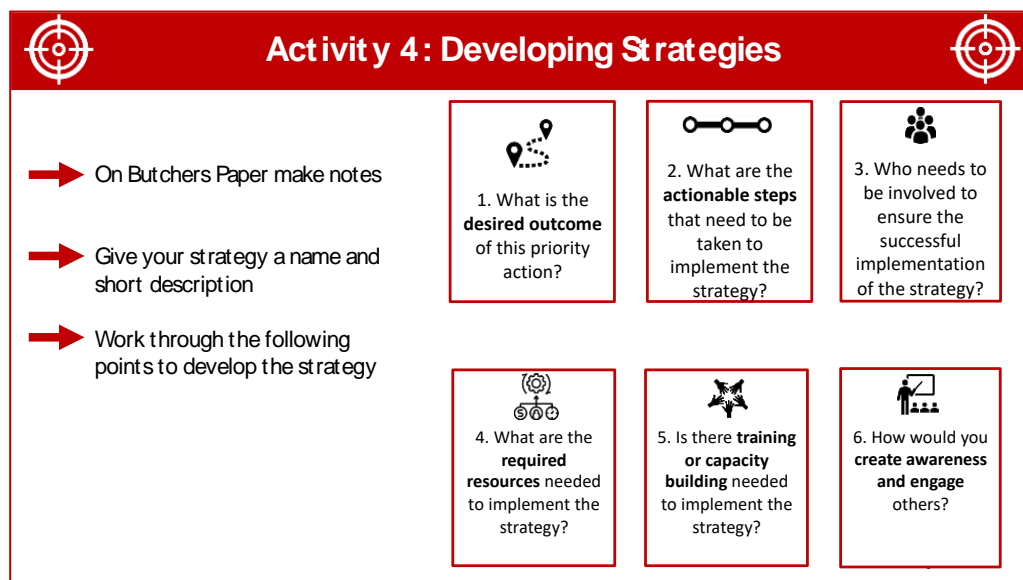 Activity 4: Developing Strategies
On Butchers Paper make notes
Give your strategy a name and
short description
Work through the following
points to develop the strategy
1. What is the
desired outcome
of this priority
action?
2. What are the
actionable steps
that need to be
taken to
implement the
strategy?
3. Who needs to
be involved to
ensure the
successful
implementation
of the strategy?
4. What are the
required
resources needed
to implement the
strategy?
5. Is there training
or capacity
building needed
to implement the
strategy?
6. How would you
create awareness
and engage
others?